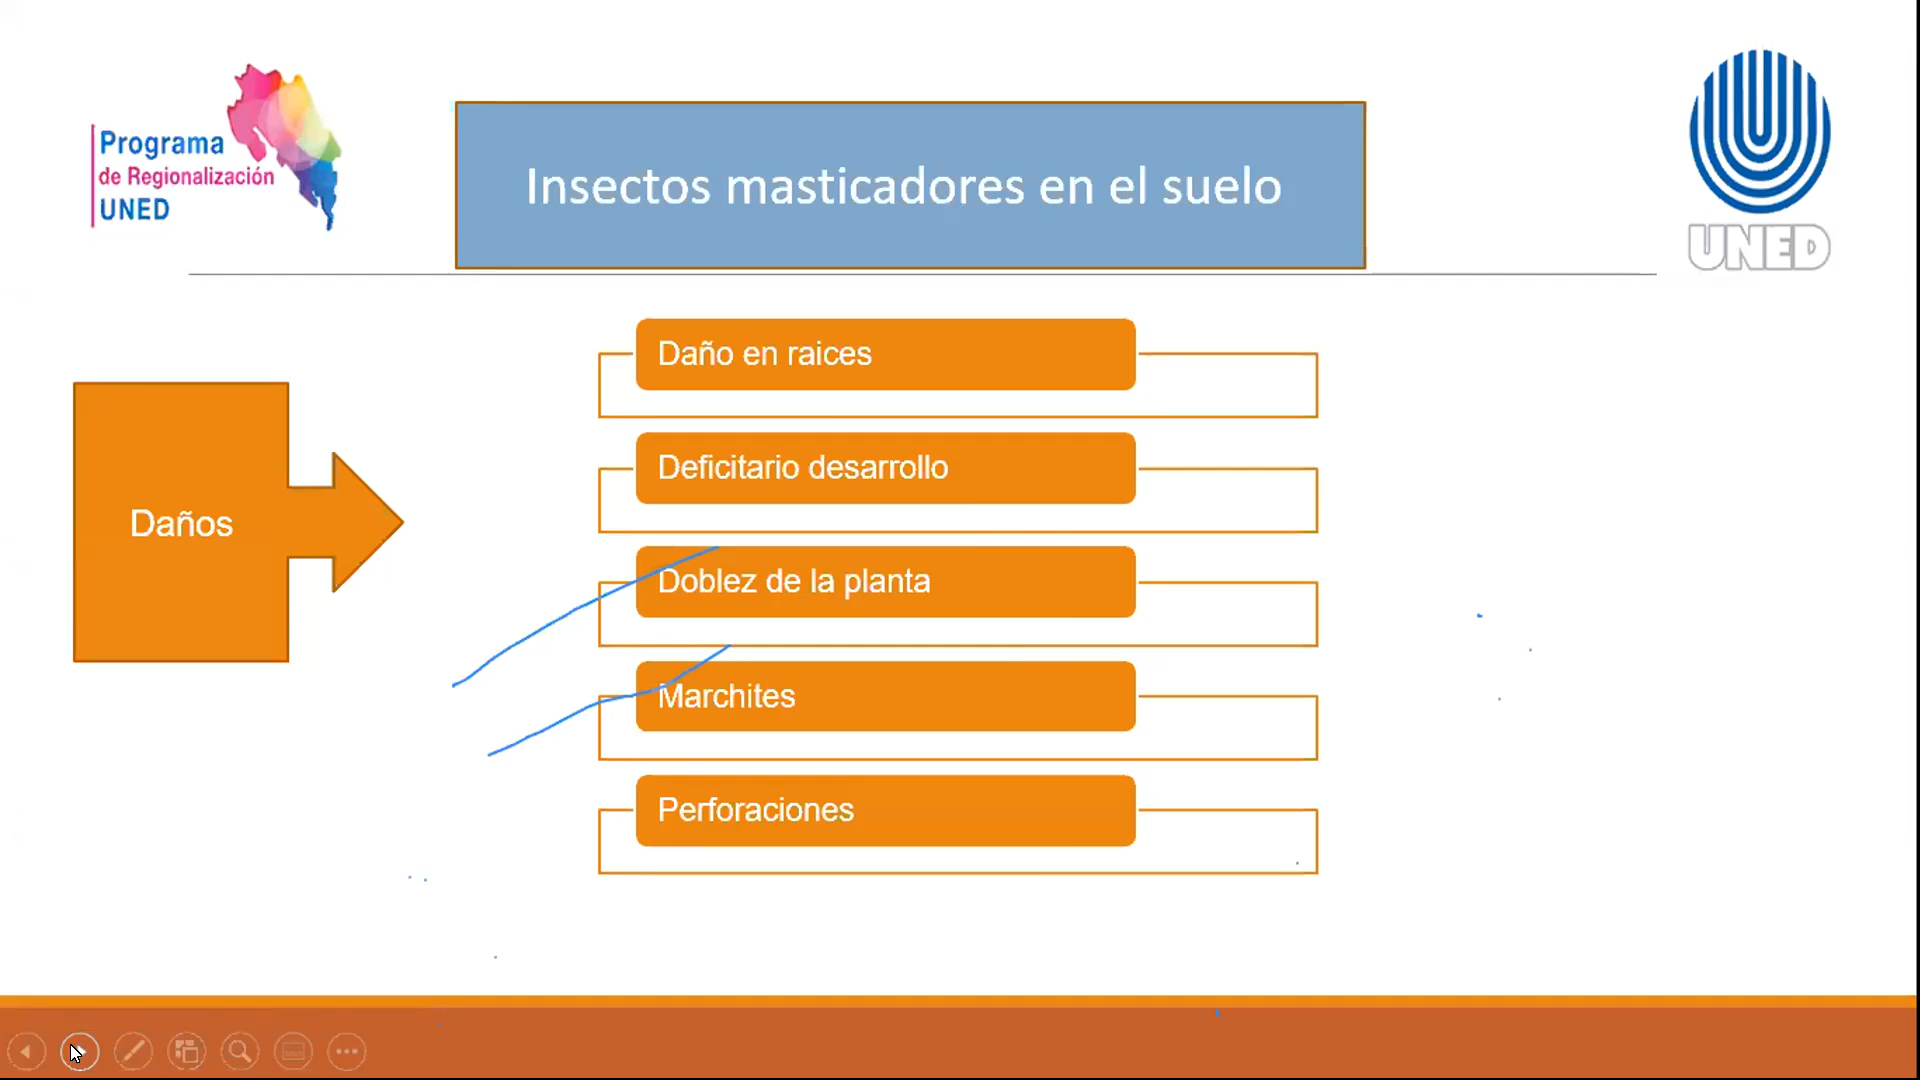 Programa
de Regionalización
UNED
Insectos masticadores en el suelo
UNED
Daños
Daño en raices
Deficitario desarrollo
Doblez de la planta
Marchites
Perforaciones